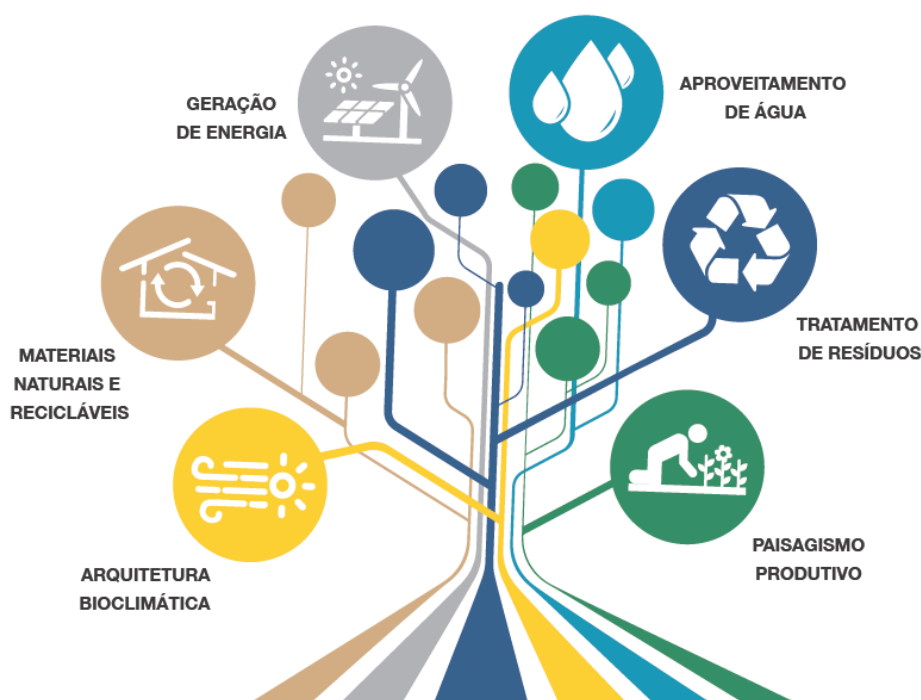 GERAÇÃO
DE ENERGIA
APROVEITAMENTO
DE ÁGUA
MATERIAIS
NATURAIS E
RECICLÁVEIS
TRATAMENTO
DE RESÍDUOS
ARQUITETURA
BIOCLIMÁTICA
PAISAGISMO
PRODUTIVO